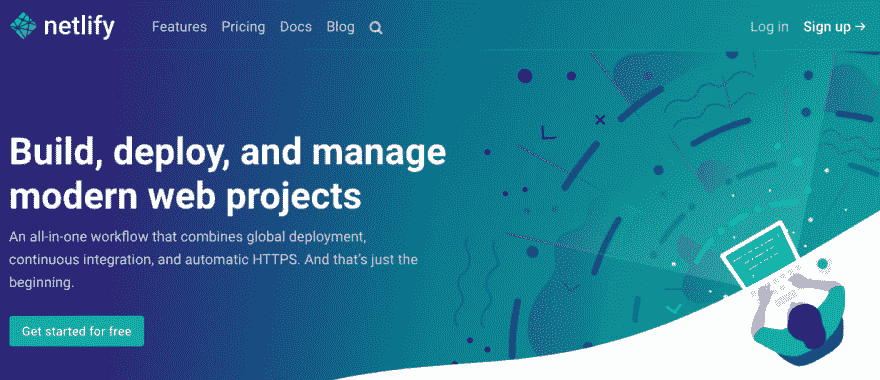 netlify
Features Pricing Docs Blog
Log in Sign up →
Build, deploy, and manage
modern web projects
An all-in-one workflow that combines global deployment,
continuous integration, and automatic HTTPS. And that's just the
beginning.
Get started for free